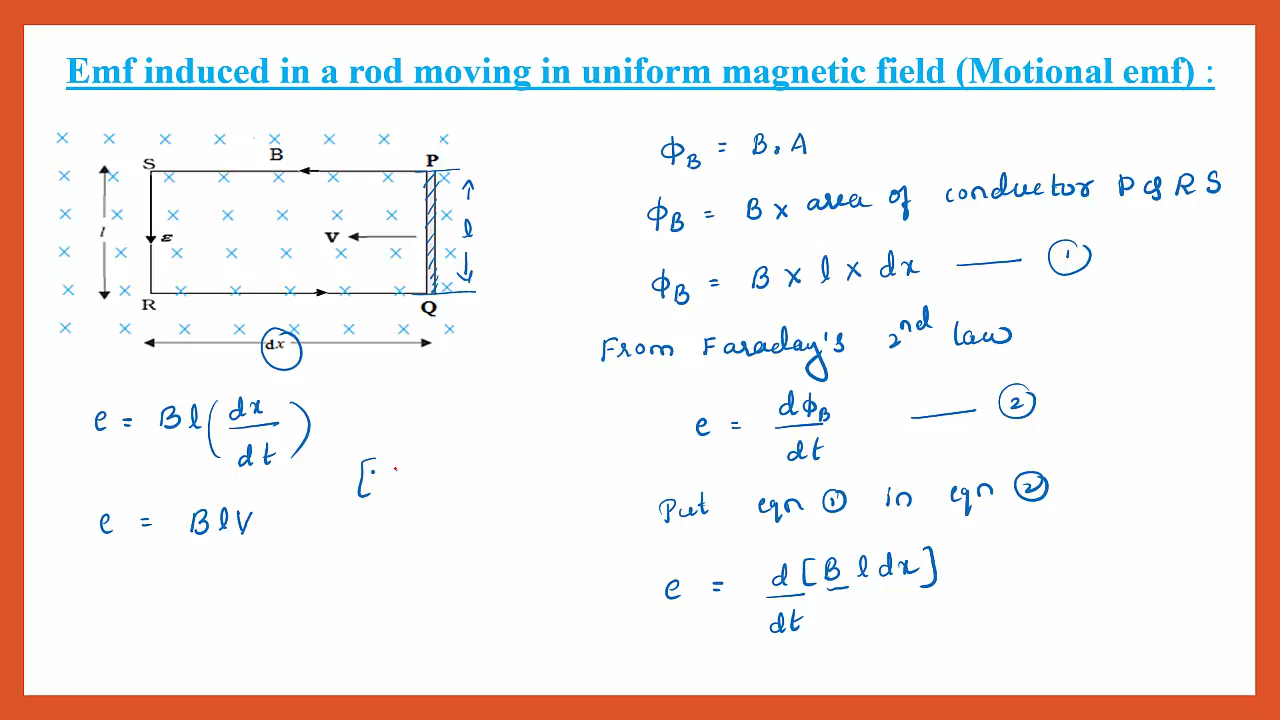 Emf induced in a rod moving in uniform magnetic field (Motional emf) :
S B P
l ε V l
R Q
dx
e = Bl(dx/dt)
[∵
e = BlV
ϕB = B.A
ϕB = B x area of conductor PQRS
ϕB = B x l x dx —— ①
From Faraday's 2nd law
e = dϕB/dt —— ②
Put eqn ① in eqn ②
e = d/dt [B l dx]